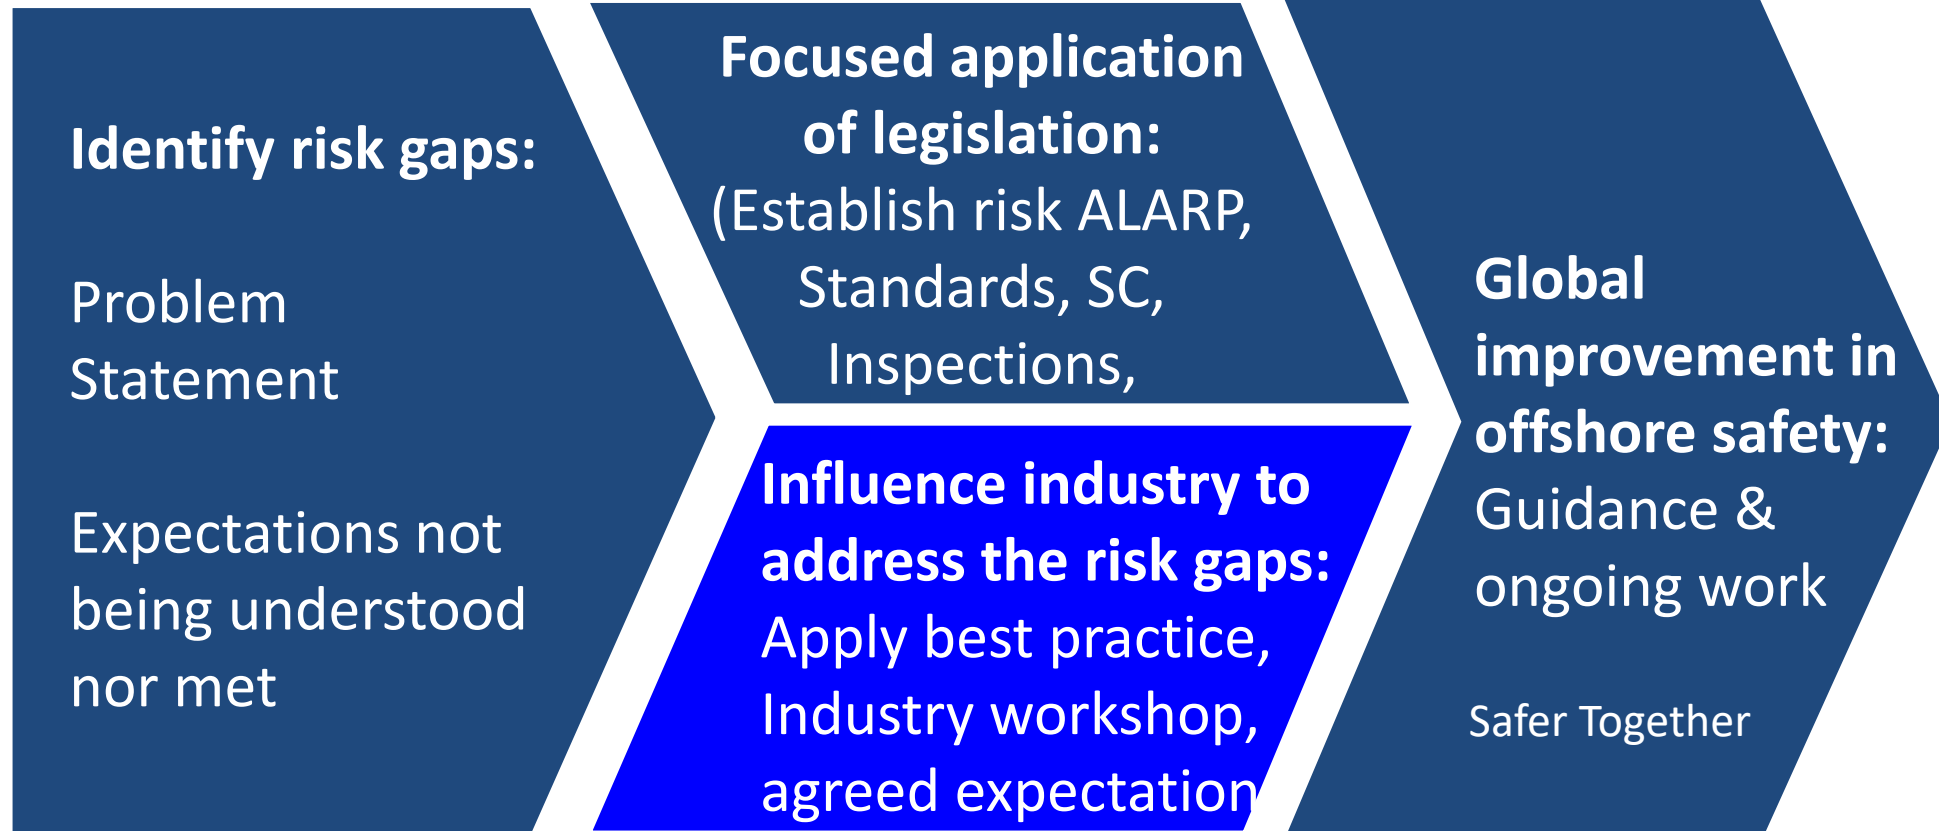 Identify risk gaps:
Problem
Statement
Expectations not
being understood
nor met
Focused application
of legislation:
(Establish risk ALARP,
Standards, SC,
Inspections,
Influence industry to
address the risk gaps:
Apply best practice,
Industry workshop,
agreed expectation
Global
improvement in
offshore safety:
Guidance &
ongoing work
Safer Together